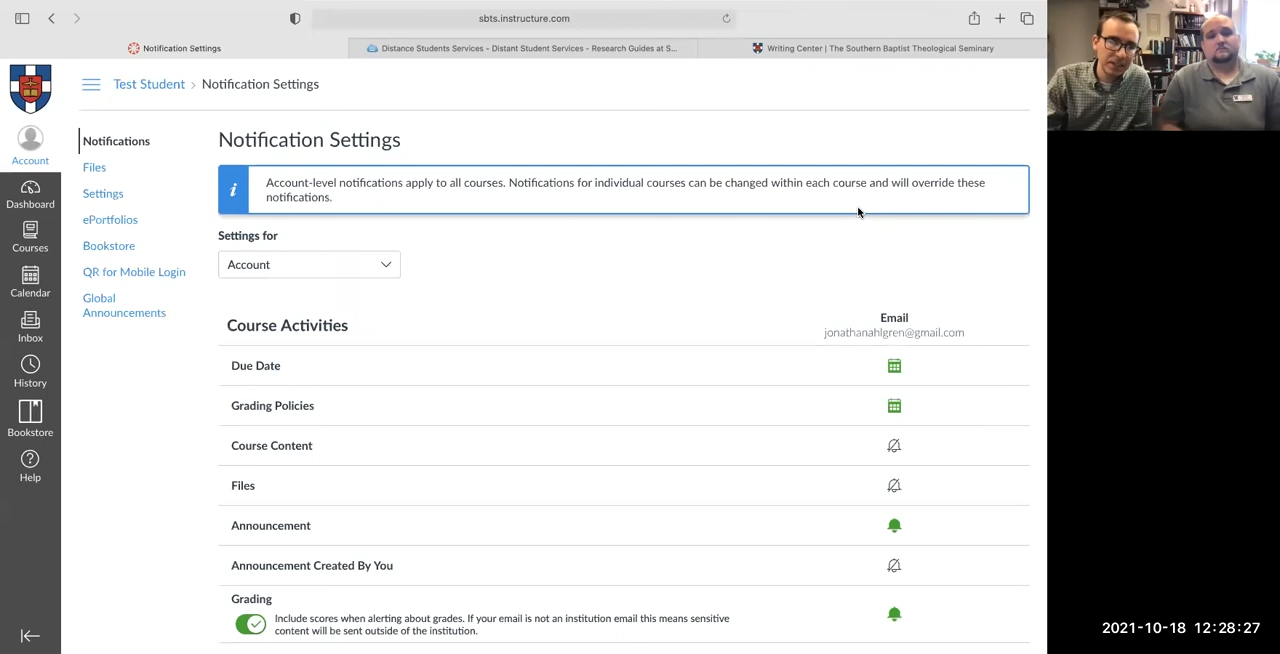 sbts.instructure.com
Notification Settings
Distance Students Services - Distant Student Services - Research Guides at S...
Writing Center | The Southern Baptist Theological Seminary
Test Student › Notification Settings
Account
Dashboard
Courses
Calendar
Inbox
History
Bookstore
Help
Notifications
Files
Settings
ePortfolios
Bookstore
QR for Mobile Login
Global
Announcements
Notification Settings
i
Account-level notifications apply to all courses. Notifications for individual courses can be changed within each course and will override these
notifications.
Settings for
Account
Course Activities
Email
jonathanahlgren@gmail.com
Due Date
Grading Policies
Course Content
Files
Announcement
Announcement Created By You
Grading
Include scores when alerting about grades. If your email is not an institution email this means sensitive
content will be sent outside of the institution.
2021-10-18 12:28:27